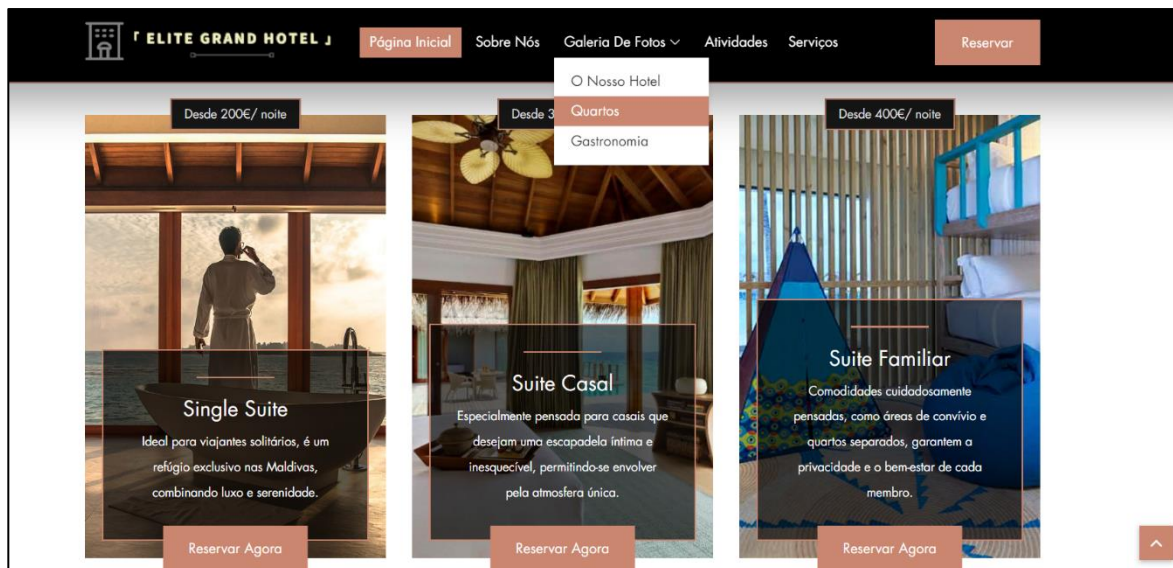 「 ELITE GRAND HOTEL 」
Página Inicial
Sobre Nós
Galeria De Fotos
Atividades
Serviços
Reservar
O Nosso Hotel
Quartos
Gastronomia
Desde 200€/ noite
Desde 3
Desde 400€/ noite
Single Suite
Ideal para viajantes solitários, é um
refúgio exclusivo nas Maldivas,
combinando luxo e serenidade.
Reservar Agora
Suite Casal
Especialmente pensada para casais que
desejam uma escapadela íntima e
inesquecível, permitindo-se envolver
pela atmosfera única.
Reservar Agora
Suite Familiar
Comodidades cuidadosamente
pensadas, como áreas de convívio e
quartos separados, garantem a
privacidade e o bem-estar de cada
membro.
Reservar Agora